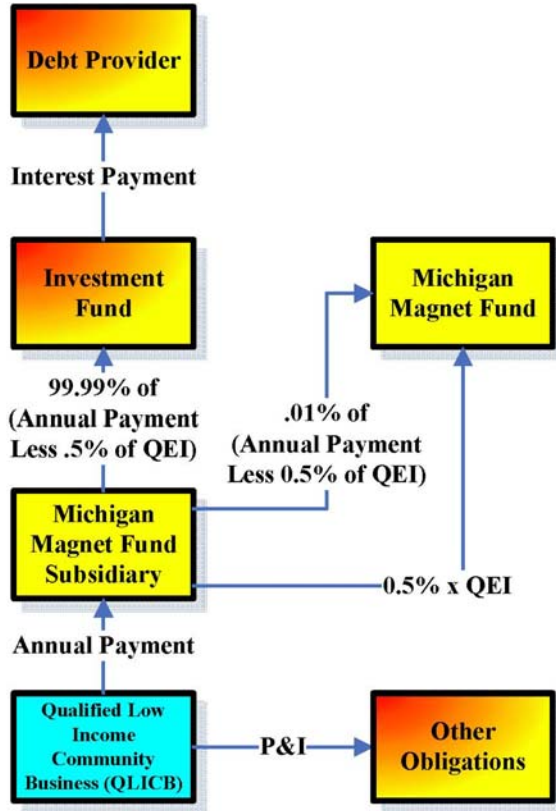 Debt Provider
Interest Payment
Investment
Fund
Michigan
Magnet Fund
99.99% of
(Annual Payment
Less .5% of QEI)
.01% of
(Annual Payment
Less 0.5% of QEI)
Michigan
Magnet Fund
Subsidiary
0.5% x QEI
Annual Payment
Qualified Low
Income
Community
Business (QLICB)
P&I
Other
Obligations